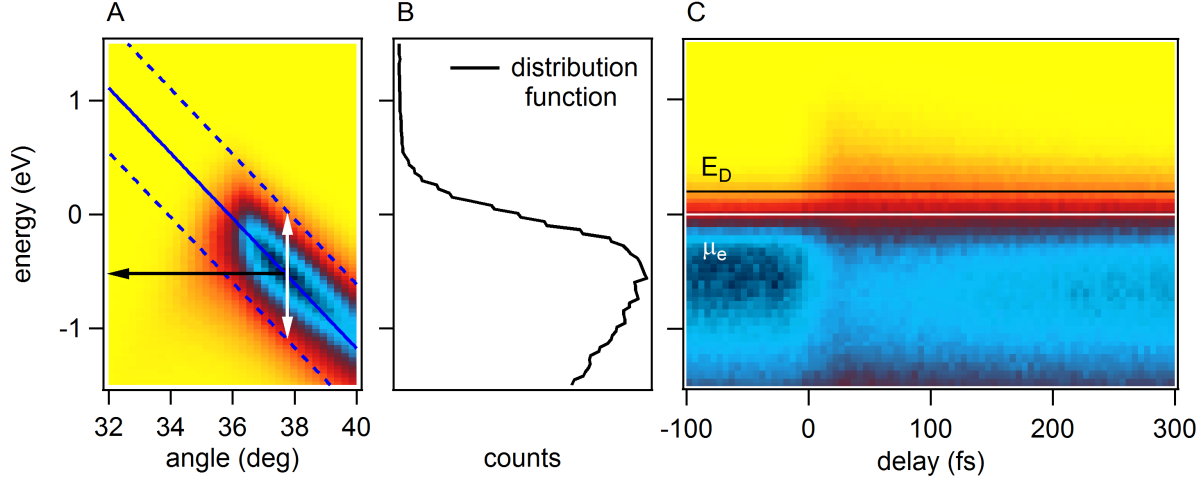 A
B
C
energy (eV)
1
0
-1
32
34
36
38
40
angle (deg)
distribution
function
counts
E_D
μ_e
-100
0
100
200
300
delay (fs)